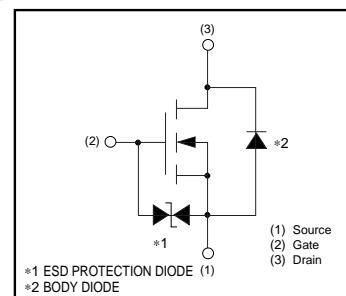 (3)
(2)
∗2
∗1
(1) Source
(2) Gate
(3) Drain
∗1 ESD PROTECTION DIODE
(1)
∗2 BODY DIODE